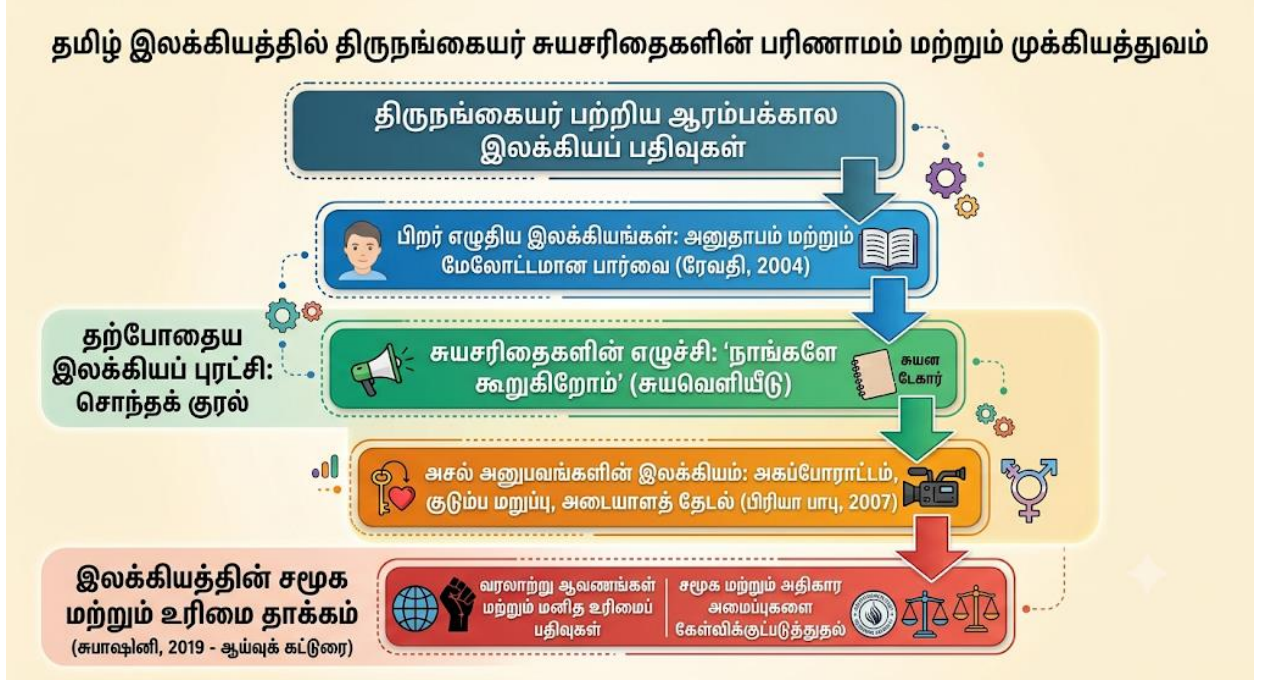 தமிழ் இலக்கியத்தில் திருநங்கையர் சுயசரிதைகளின் பரிணாமம் மற்றும் முக்கியத்துவம்
திருநங்கையர் பற்றிய ஆரம்பக்கால
இலக்கியப் பதிவுகள்
பிறர் எழுதிய இலக்கியங்கள்: அனுதாபம் மற்றும்
மேலோட்டமான பார்வை (ரேவதி, 2004)
தற்போதைய
இலக்கியப் புரட்சி:
சொந்தக் குரல்
சுயசரிதைகளின் எழுச்சி: ‘நாங்களே
கூறுகிறோம்’ (சுயவெளியீடு)
சுயன
டேகார்
அசல் அனுபவங்களின் இலக்கியம்: அகப்போராட்டம்,
குடும்ப மறுப்பு, அடையாளத் தேடல் (பிரியா பாபு, 2007)
இலக்கியத்தின் சமூக
மற்றும் உரிமை தாக்கம்
(சுபாஷினி, 2019 - ஆய்வுக் கட்டுரை)
வரலாற்று ஆவணங்கள்
மற்றும் மனித உரிமைப்
பதிவுகள்
சமூக மற்றும் அதிகார
அமைப்புகளை
கேள்விக்குட்படுத்துதல்